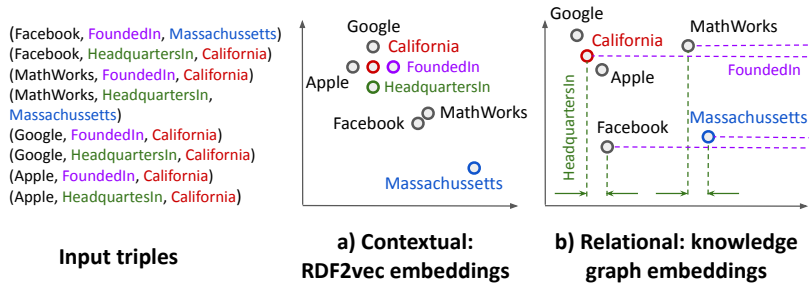 (Facebook, FoundedIn, Massachussetts)
(Facebook, HeadquartersIn, California)
(MathWorks, FoundedIn, California)
(MathWorks, HeadquartersIn,
Massachussetts)
(Google, FoundedIn, California)
(Google, HeadquartersIn, California)
(Apple, FoundedIn, California)
(Apple, HeadquartesIn, California)
Input triples
Google
California
Apple
FoundedIn
HeadquartersIn
MathWorks
Facebook
Massachussetts
a) Contextual:
RDF2vec embeddings
Google
MathWorks
California
FoundedIn
Apple
HeadquartersIn
Massachussetts
Facebook
b) Relational: knowledge
graph embeddings